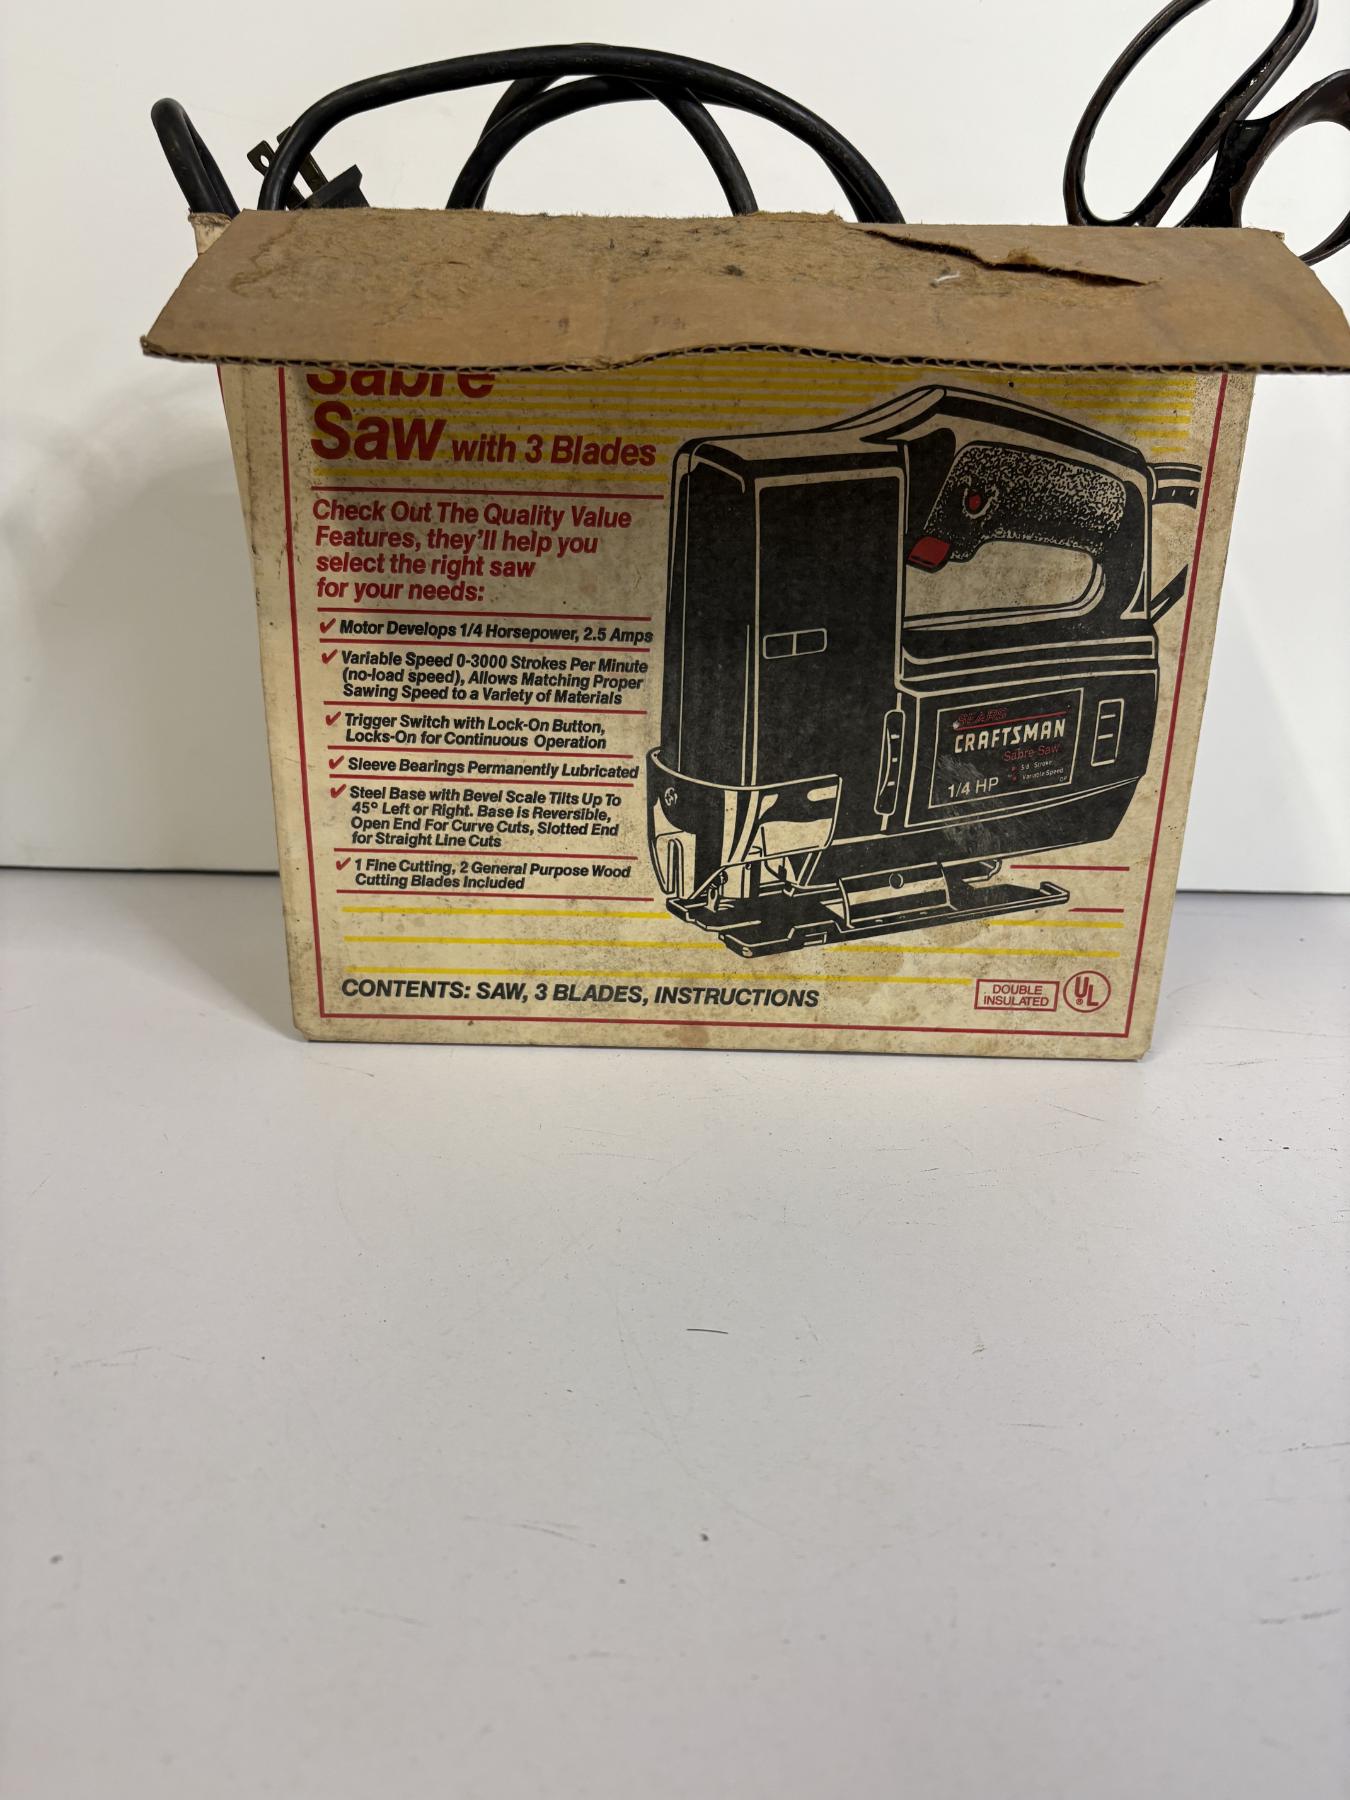 Sabre
Saw with 3 Blades
Check Out The Quality Value
Features, they'll help you
select the right saw
for your needs:
✓ Motor Develops 1/4 Horsepower, 2.5 Amps
✓ Variable Speed 0-3000 Strokes Per Minute
(no-load speed), Allows Matching Proper
Sawing Speed to a Variety of Materials
✓ Trigger Switch with Lock-On Button,
Locks-On for Continuous Operation
✓ Sleeve Bearings Permanently Lubricated
✓ Steel Base with Bevel Scale Tilts Up To
45° Left or Right. Base is Reversible,
Open End For Curve Cuts, Slotted End
for Straight Line Cuts
✓ 1 Fine Cutting, 2 General Purpose Wood
Cutting Blades Included
SEARS
CRAFTSMAN
Sabre Saw
5/8 Stroke
Variable Speed
1/4 HP
CONTENTS: SAW, 3 BLADES, INSTRUCTIONS
DOUBLE
INSULATED
UL
®